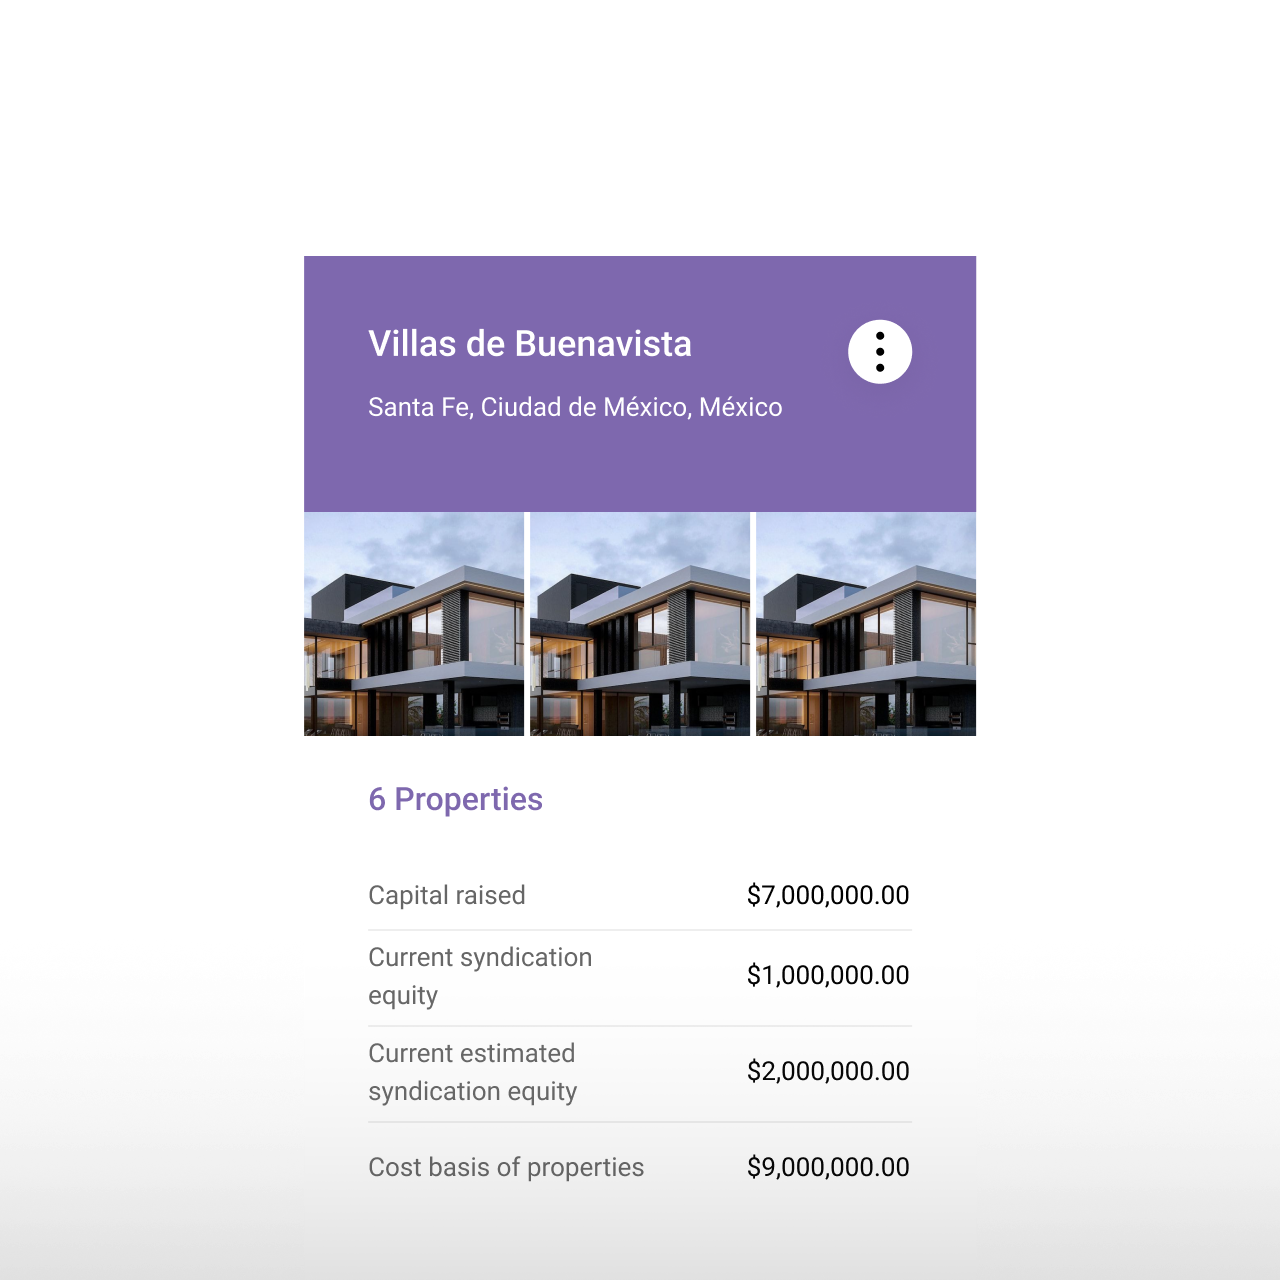 Villas de Buenavista
Santa Fe, Ciudad de México, México
6 Properties
Capital raised $7,000,000.00
Current syndication
equity
$1,000,000.00
Current estimated
syndication equity
$2,000,000.00
Cost basis of properties $9,000,000.00